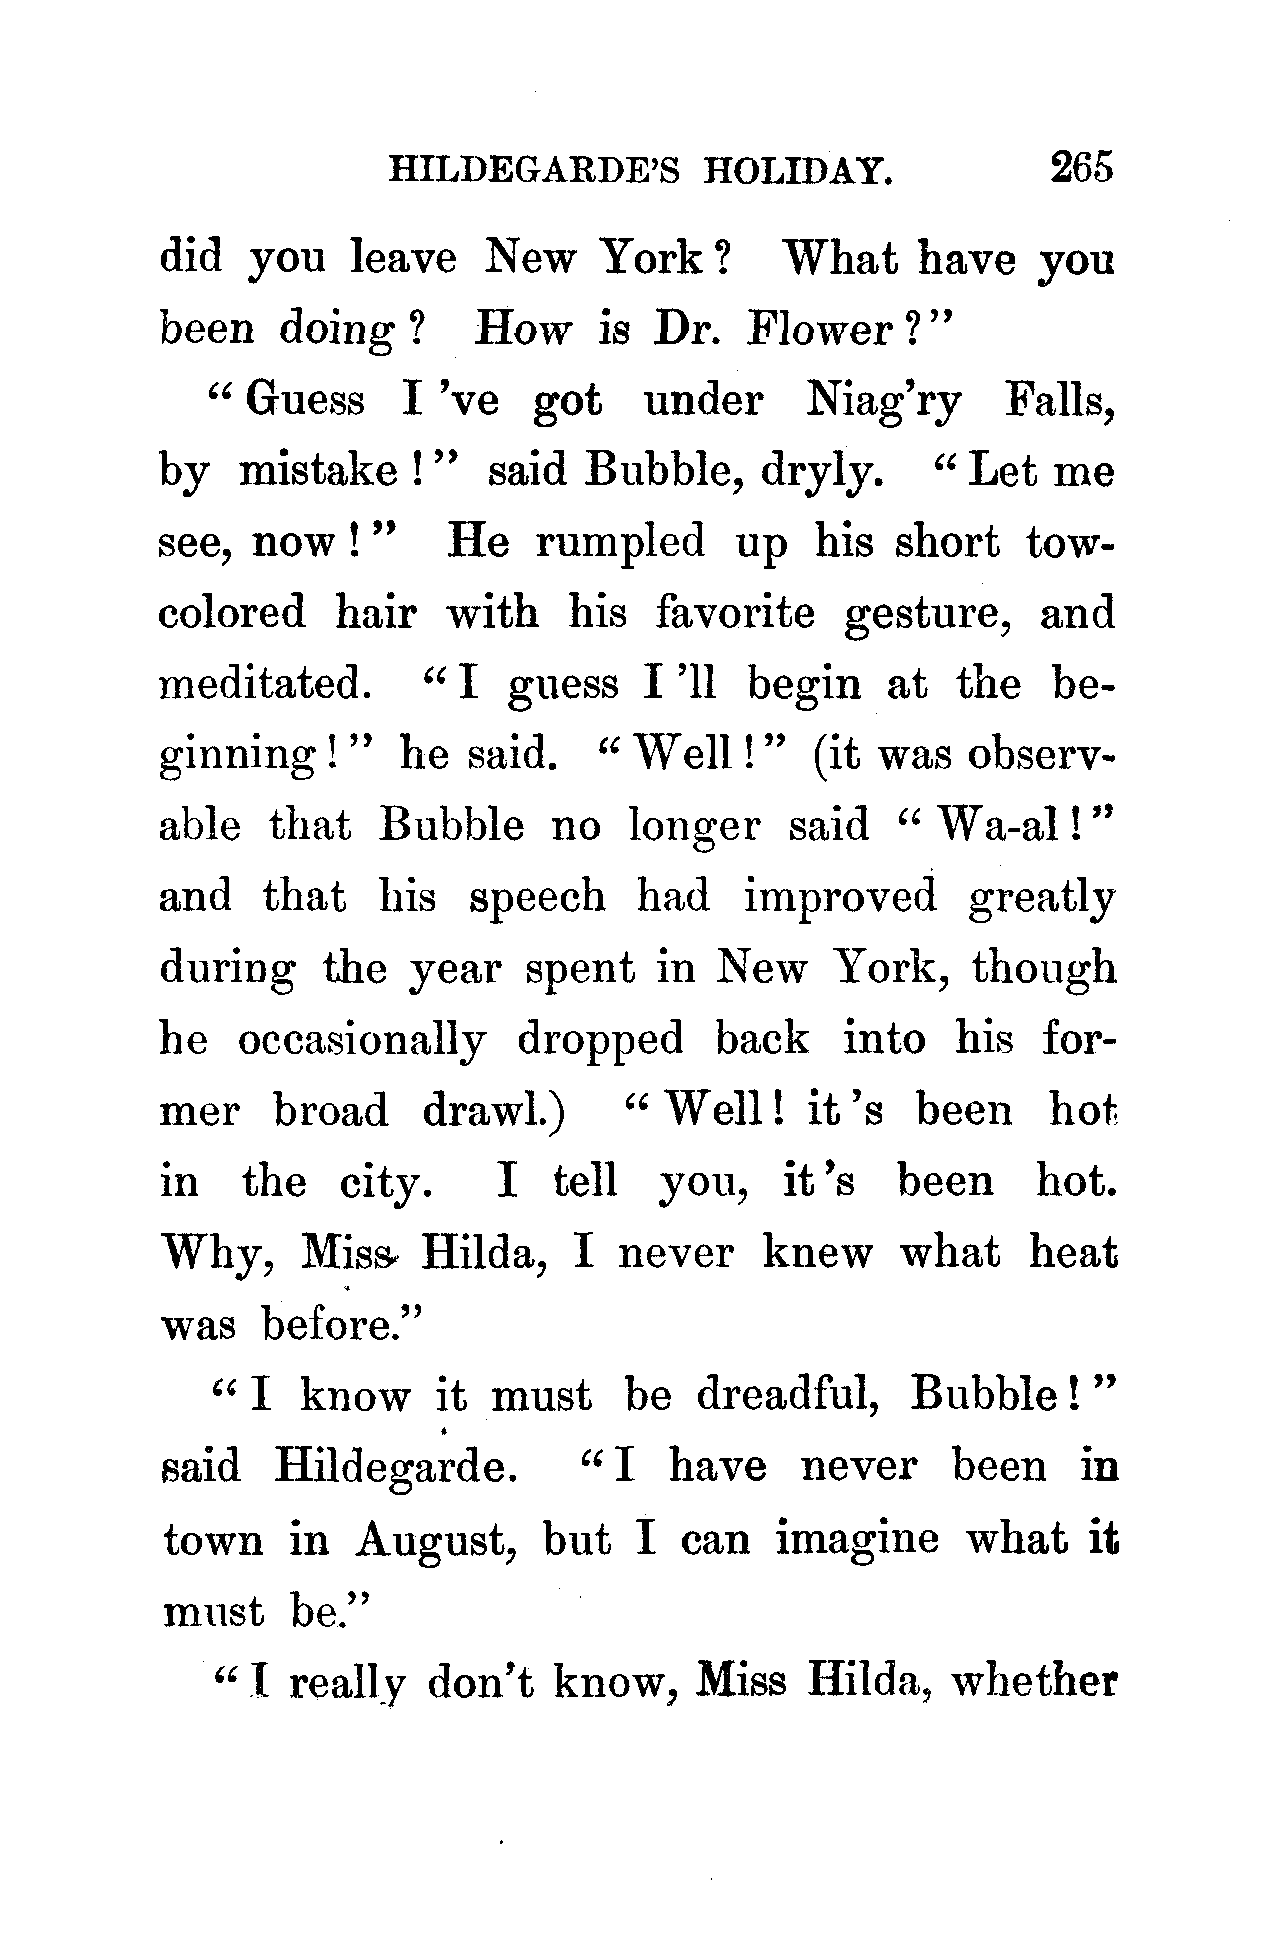 HILDEGARDE'S HOLIDAY. 265
did you leave New York? What have you
been doing? How is Dr. Flower?"
"Guess I 've got under Niag'ry Falls,
by mistake!" said Bubble, dryly. "Let me
see, now!" He rumpled up his short tow-
colored hair with his favorite gesture, and
meditated. "I guess I 'll begin at the be-
ginning!" he said. "Well!" (it was observ-
able that Bubble no longer said "Wa-al!"
and that his speech had improved greatly
during the year spent in New York, though
he occasionally dropped back into his for-
mer broad drawl.) "Well! it 's been hot
in the city. I tell you, it 's been hot.
Why, Miss Hilda, I never knew what heat
was before."
"I know it must be dreadful, Bubble!"
said Hildegarde. "I have never been in
town in August, but I can imagine what it
must be."
"I really don't know, Miss Hilda, whether